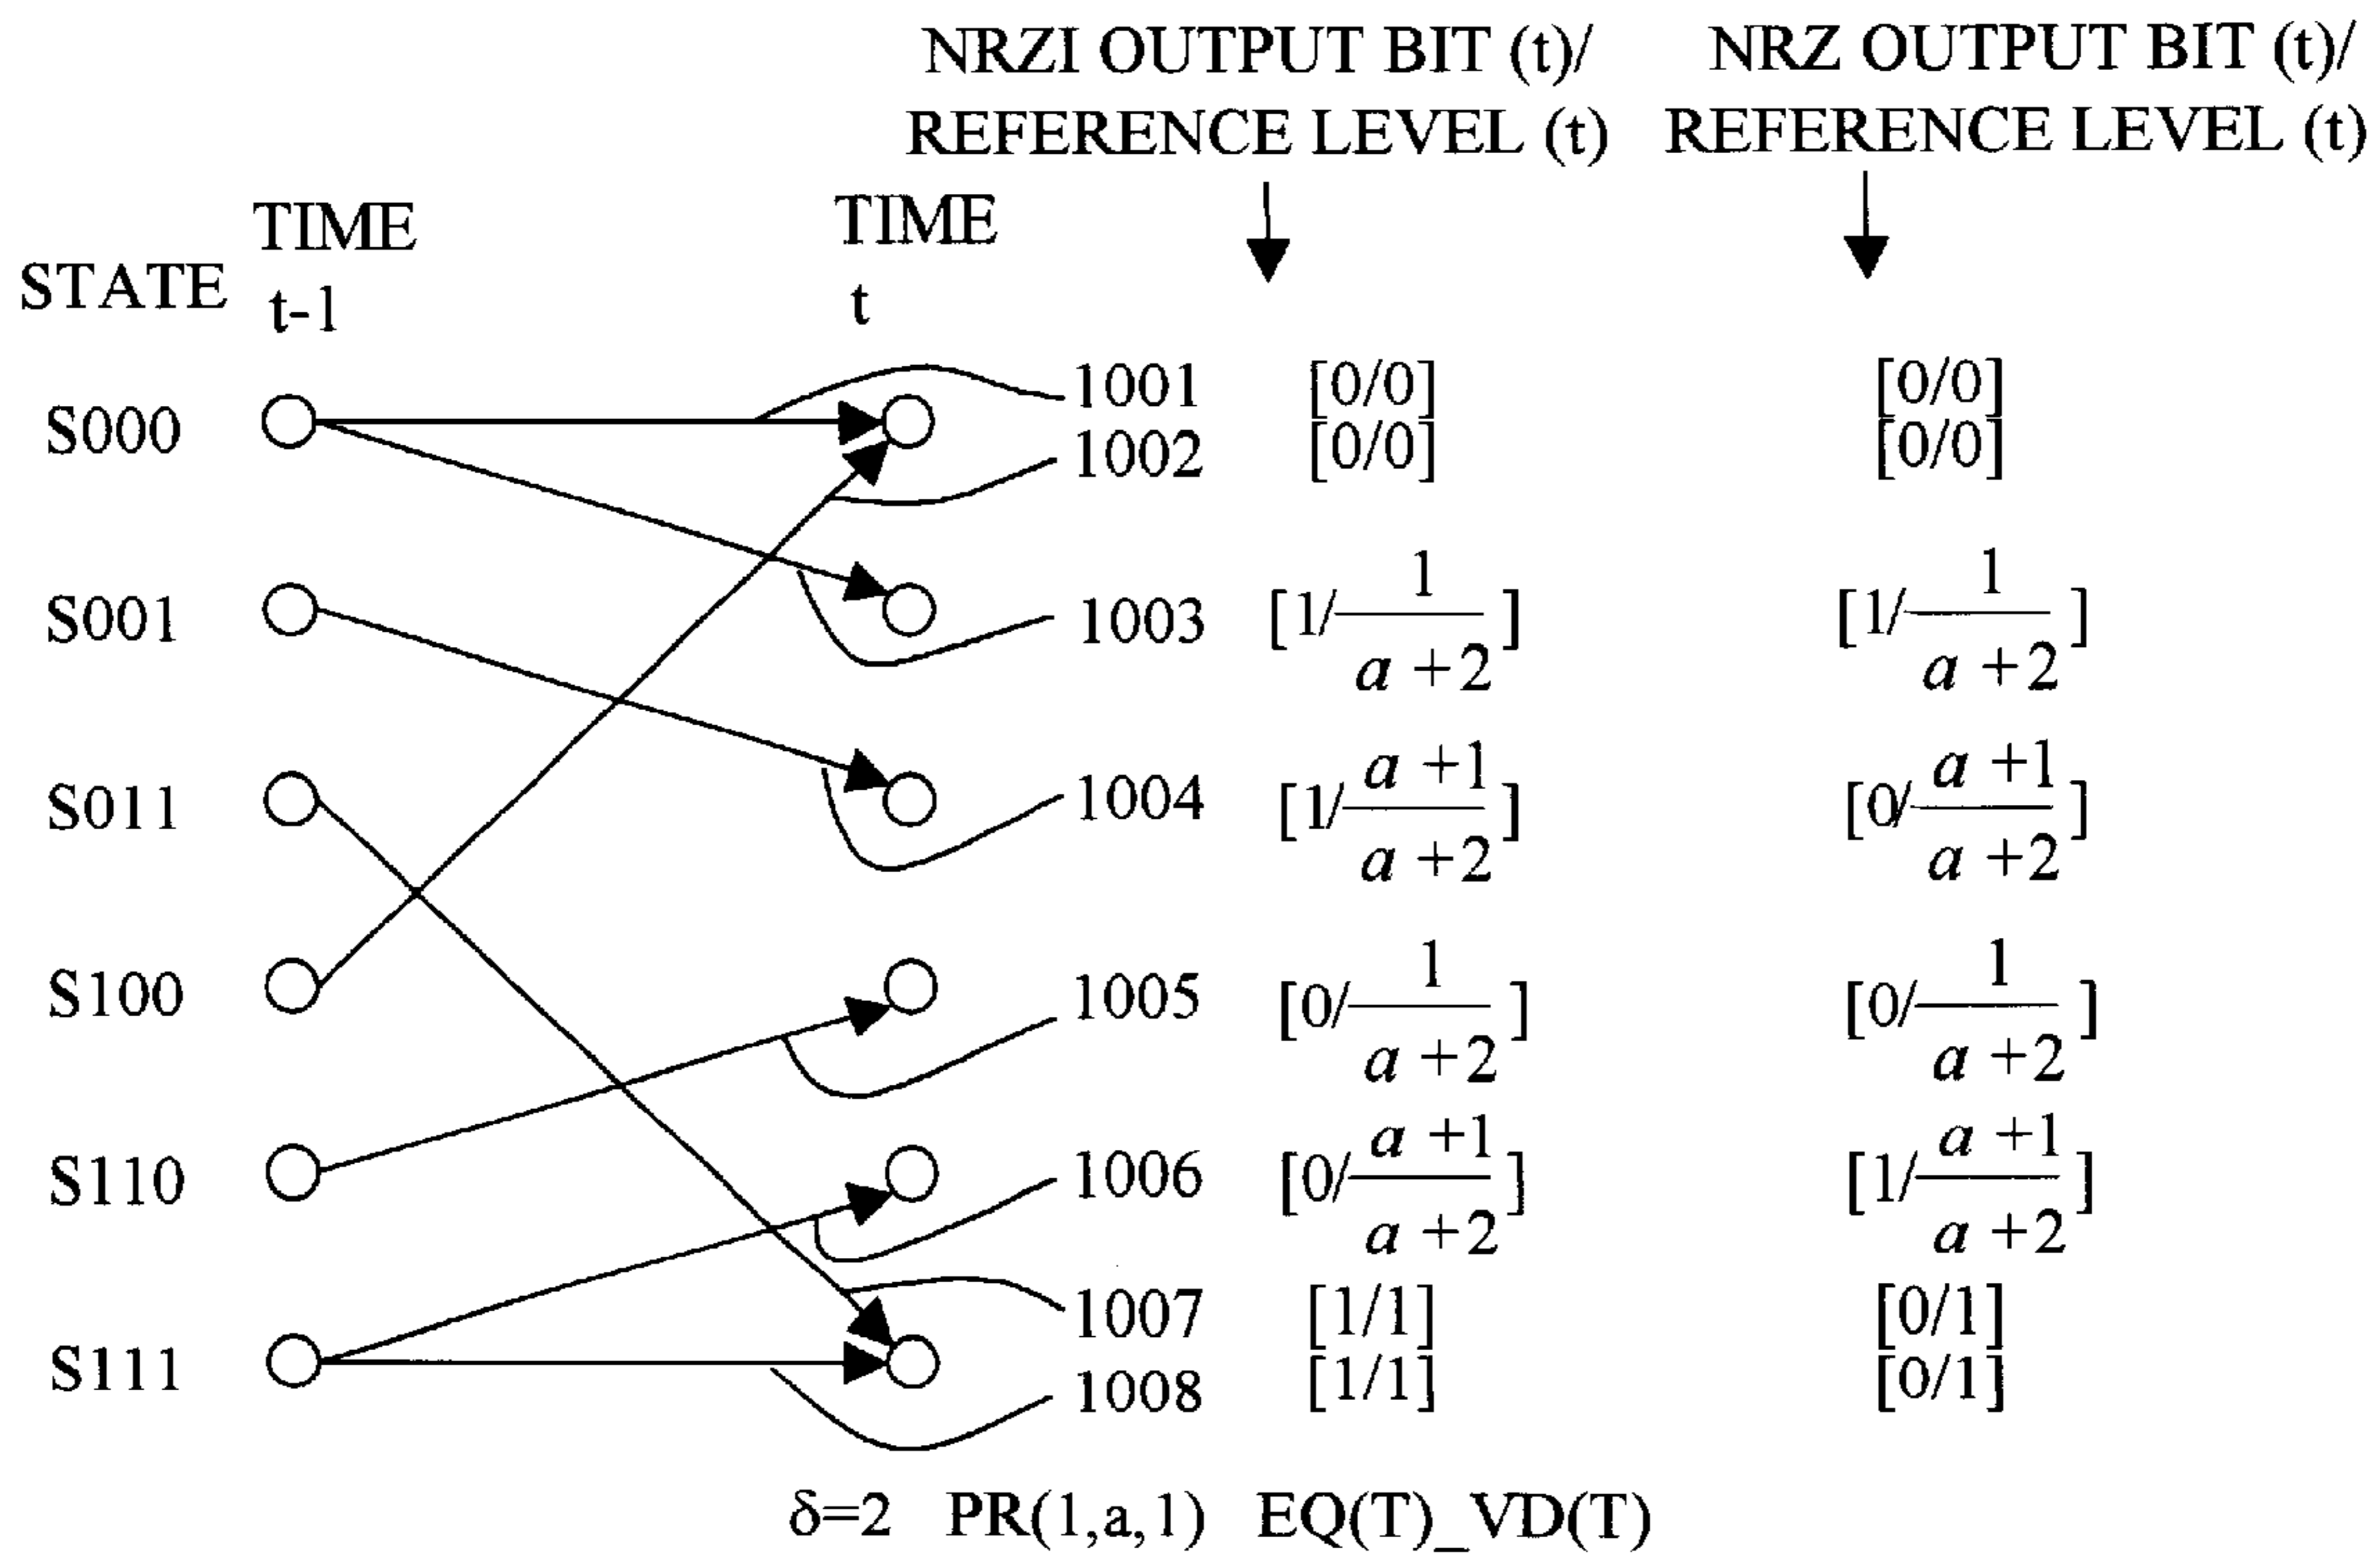 NRZI OUTPUT BIT (t)/ NRZ OUTPUT BIT (t)/
REFERENCE LEVEL (t) REFERENCE LEVEL (t)
STATE TIME t-1 TIME t
S000 1001 [0/0] [0/0]
1002 [0/0] [0/0]
S001 1003 [1/ 1/a+2 ] [1/ 1/a+2 ]
S011 1004 [1/ a+1/a+2 ] [0/ a+1/a+2 ]
S100 1005 [0/ 1/a+2 ] [0/ 1/a+2 ]
S110 1006 [0/ a+1/a+2 ] [1/ a+1/a+2 ]
1007 [1/1] [0/1]
S111 1008 [1/1] [0/1]
δ=2 PR(1,a,1) EQ(T)_VD(T)